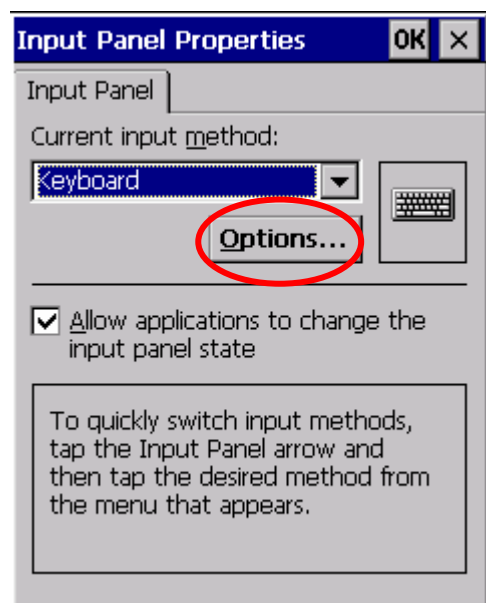 Input Panel Properties OK ×
Input Panel
Current input method:
Keyboard
Options...
Allow applications to change the
input panel state
To quickly switch input methods,
tap the Input Panel arrow and
then tap the desired method from
the menu that appears.